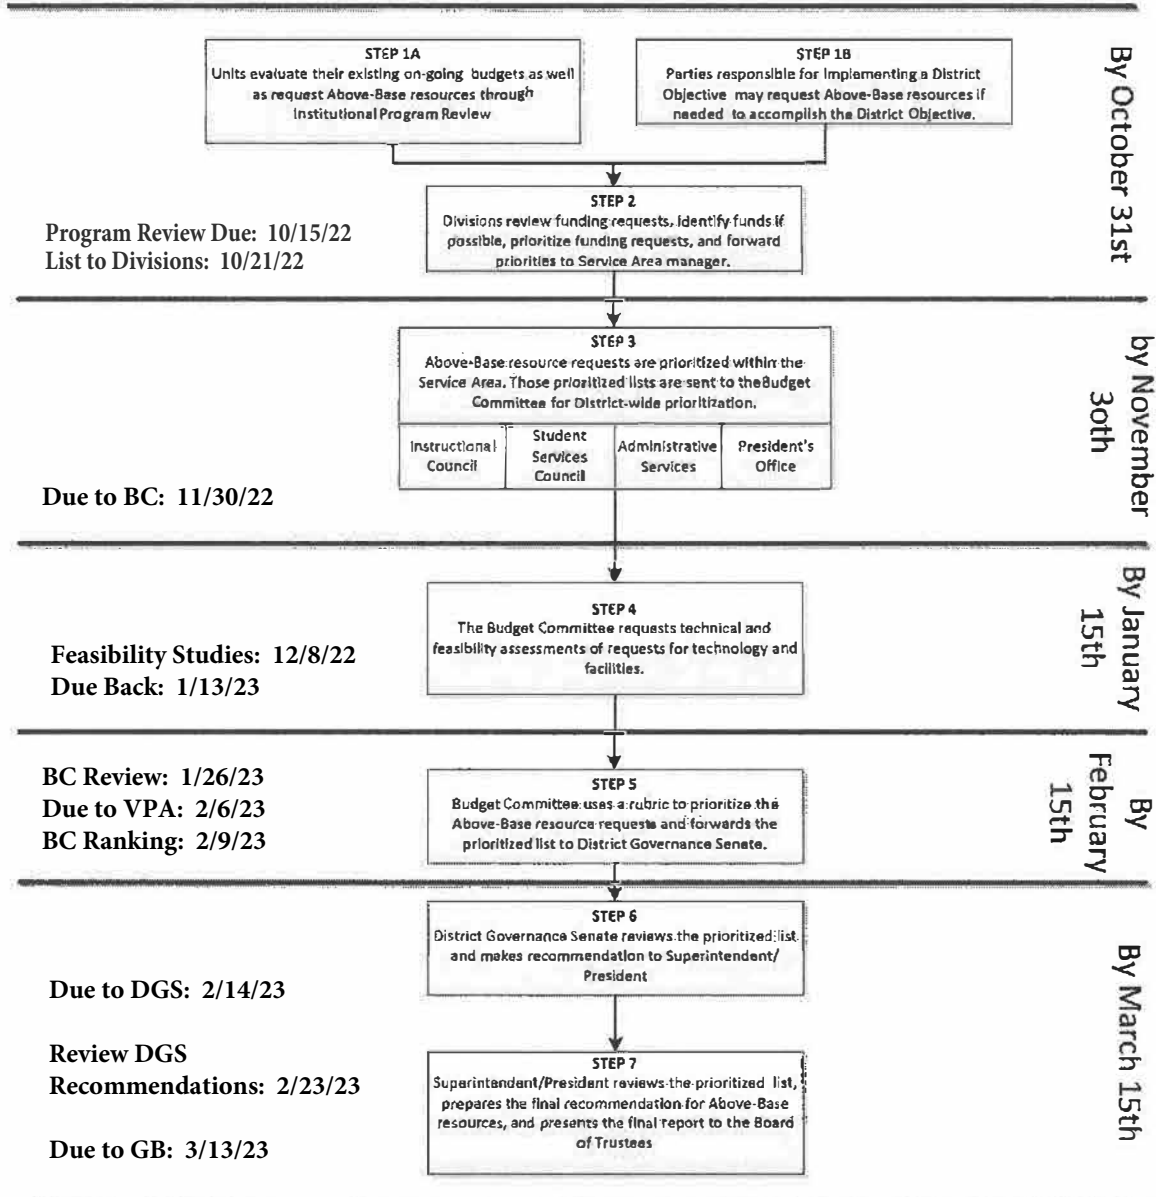 STEP 1A
Units evaluate their existing on-going budgets as well
as request Above-Base resources through
Institutional Program Review
STEP 1B
Parties responsible for Implementing a District
Objective may request Above-Base resources if
needed to accomplish the District Objective.
By October 31st
STEP 2
Divisions review funding requests, identify funds if
possible, prioritize funding requests, and forward
priorities to Service Area manager.
Program Review Due: 10/15/22
List to Divisions: 10/21/22
STEP 3
Above-Base resource requests are prioritized within the
Service Area. Those prioritized lists are sent to the Budget
Committee for District-wide prioritization.
Instructional
Council
Student
Services
Council
Administrative
Services
President's
Office
by November
3oth
Due to BC: 11/30/22
STEP 4
The Budget Committee requests technical and
feasibility assessments of requests for technology and
facilities.
By January
15th
Feasibility Studies: 12/8/22
Due Back: 1/13/23
BC Review: 1/26/23
Due to VPA: 2/6/23
BC Ranking: 2/9/23
STEP 5
Budget Committee uses a rubric to prioritize the
Above-Base resource requests and forwards the
prioritized list to District Governance Senate.
By
February
15th
STEP 6
District Governance Senate reviews the prioritized list
and makes recommendation to Superintendent/
President
Due to DGS: 2/14/23
Review DGS
Recommendations: 2/23/23
Due to GB: 3/13/23
STEP 7
Superintendent/President reviews the prioritized list,
prepares the final recommendation for Above-Base
resources, and presents the final report to the Board
of Trustees
By March 15th